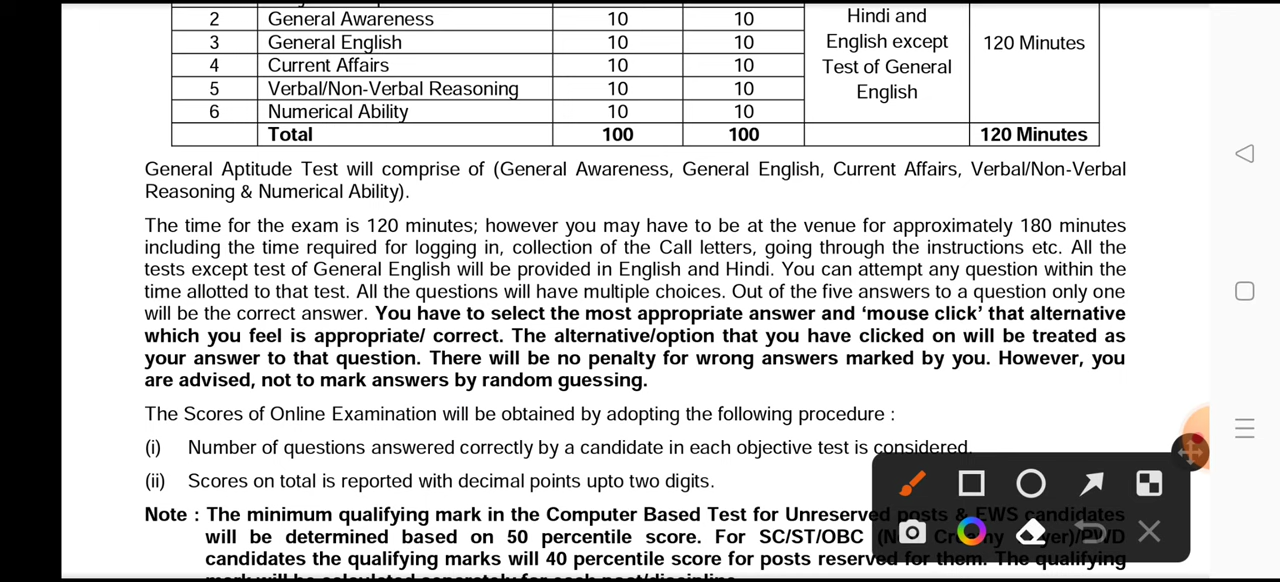 2 General Awareness 10 10 Hindi and
3 General English 10 10 English except 120 Minutes
4 Current Affairs 10 10 Test of General
5 Verbal/Non-Verbal Reasoning 10 10 English
6 Numerical Ability 10 10
Total 100 100 120 Minutes
General Aptitude Test will comprise of (General Awareness, General English, Current Affairs, Verbal/Non-Verbal
Reasoning & Numerical Ability).
The time for the exam is 120 minutes; however you may have to be at the venue for approximately 180 minutes
including the time required for logging in, collection of the Call letters, going through the instructions etc. All the
tests except test of General English will be provided in English and Hindi. You can attempt any question within the
time allotted to that test. All the questions will have multiple choices. Out of the five answers to a question only one
will be the correct answer. You have to select the most appropriate answer and ‘mouse click’ that alternative
which you feel is appropriate/ correct. The alternative/option that you have clicked on will be treated as
your answer to that question. There will be no penalty for wrong answers marked by you. However, you
are advised, not to mark answers by random guessing.
The Scores of Online Examination will be obtained by adopting the following procedure :
(i) Number of questions answered correctly by a candidate in each objective test is considered.
(ii) Scores on total is reported with decimal points upto two digits.
Note : The minimum qualifying mark in the Computer Based Test for Unreserved posts & EWS candidates
will be determined based on 50 percentile score. For SC/ST/OBC
candidates the qualifying marks will 40 percentile score for posts reserved for them. The qualifying
mark will be calculated separately for each post/discipline.